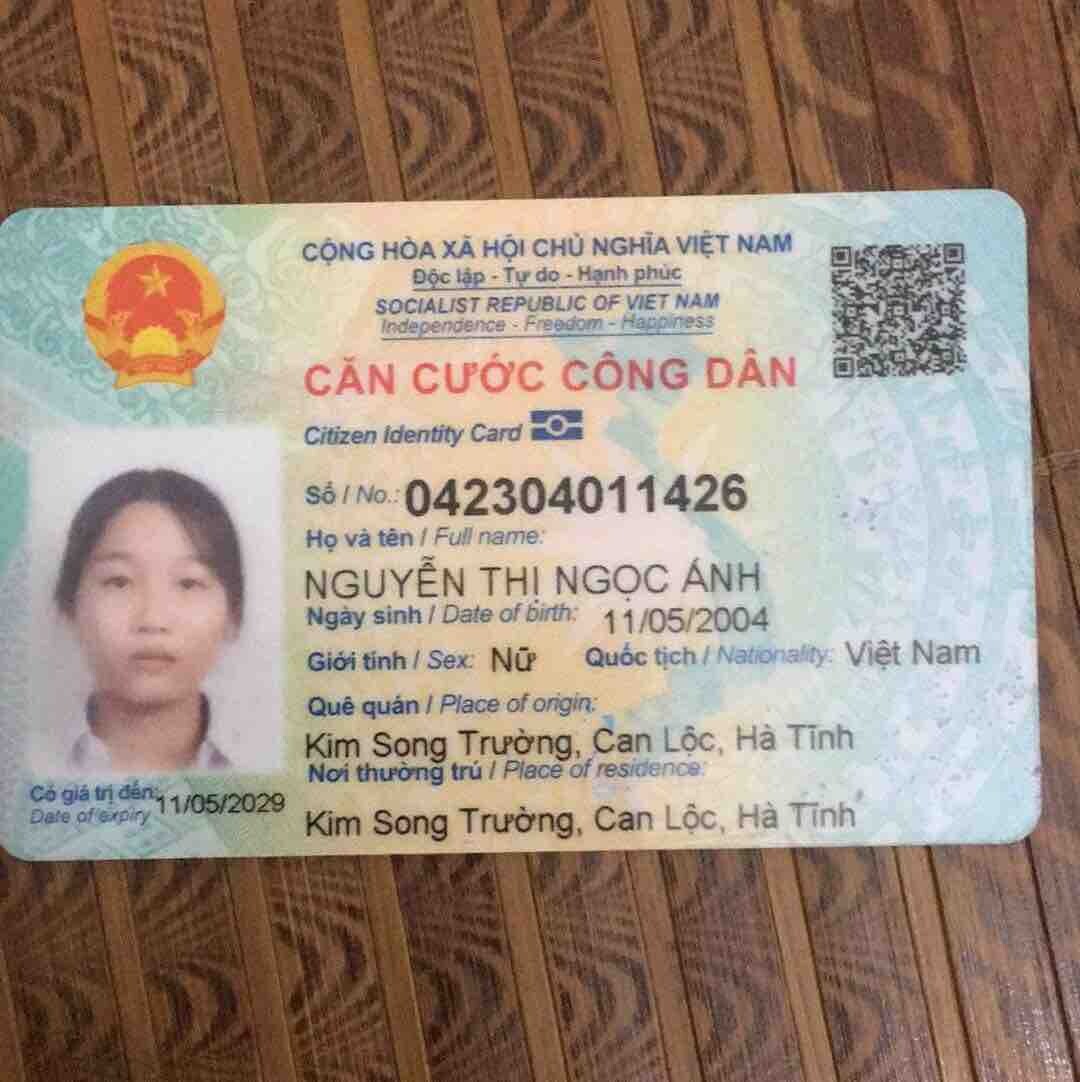 CỘNG HÒA XÃ HỘI CHỦ NGHĨA VIỆT NAM
Độc lập - Tự do - Hạnh phúc
SOCIALIST REPUBLIC OF VIET NAM
Independence - Freedom - Happiness
CĂN CƯỚC CÔNG DÂN
Citizen Identity Card
Số / No.: 042304011426
Họ và tên / Full name:
NGUYỄN THỊ NGỌC ÁNH
Ngày sinh / Date of birth: 11/05/2004
Giới tính / Sex: Nữ Quốc tịch / Nationality: Việt Nam
Quê quán / Place of origin:
Kim Song Trường, Can Lộc, Hà Tĩnh
Nơi thường trú / Place of residence:
Kim Song Trường, Can Lộc, Hà Tĩnh
Có giá trị đến: 11/05/2029
Date of expiry